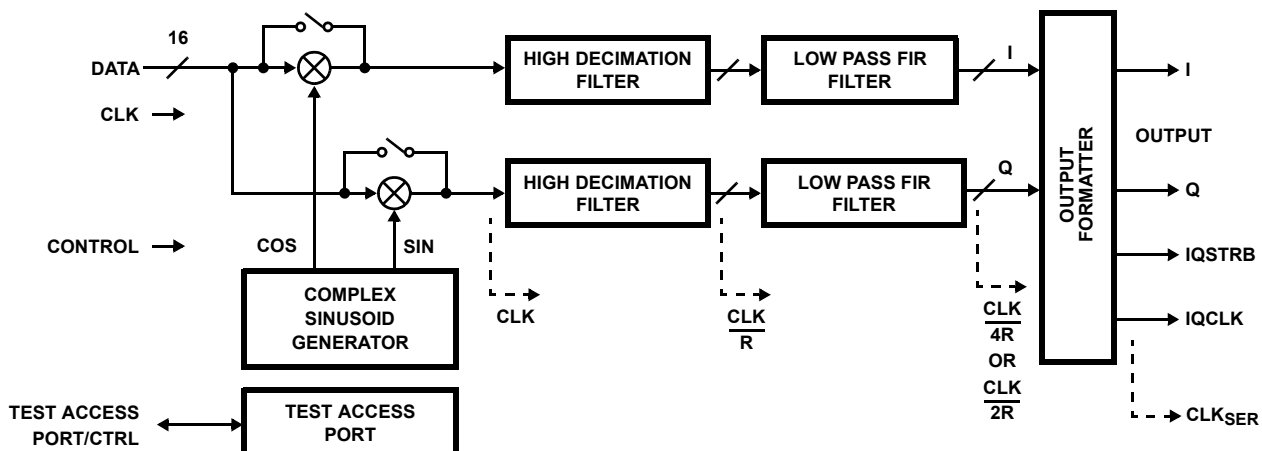 16
DATA
CLK
CONTROL
HIGH DECIMATION
FILTER
LOW PASS FIR
FILTER
I
HIGH DECIMATION
FILTER
LOW PASS FIR
FILTER
Q
OUTPUT
FORMATTER
I
OUTPUT
Q
IQSTRB
IQCLK
CLKSER
COS
SIN
COMPLEX
SINUSOID
GENERATOR
CLK
CLK
R
CLK
4R
OR
CLK
2R
TEST ACCESS
PORT/CTRL
TEST ACCESS
PORT